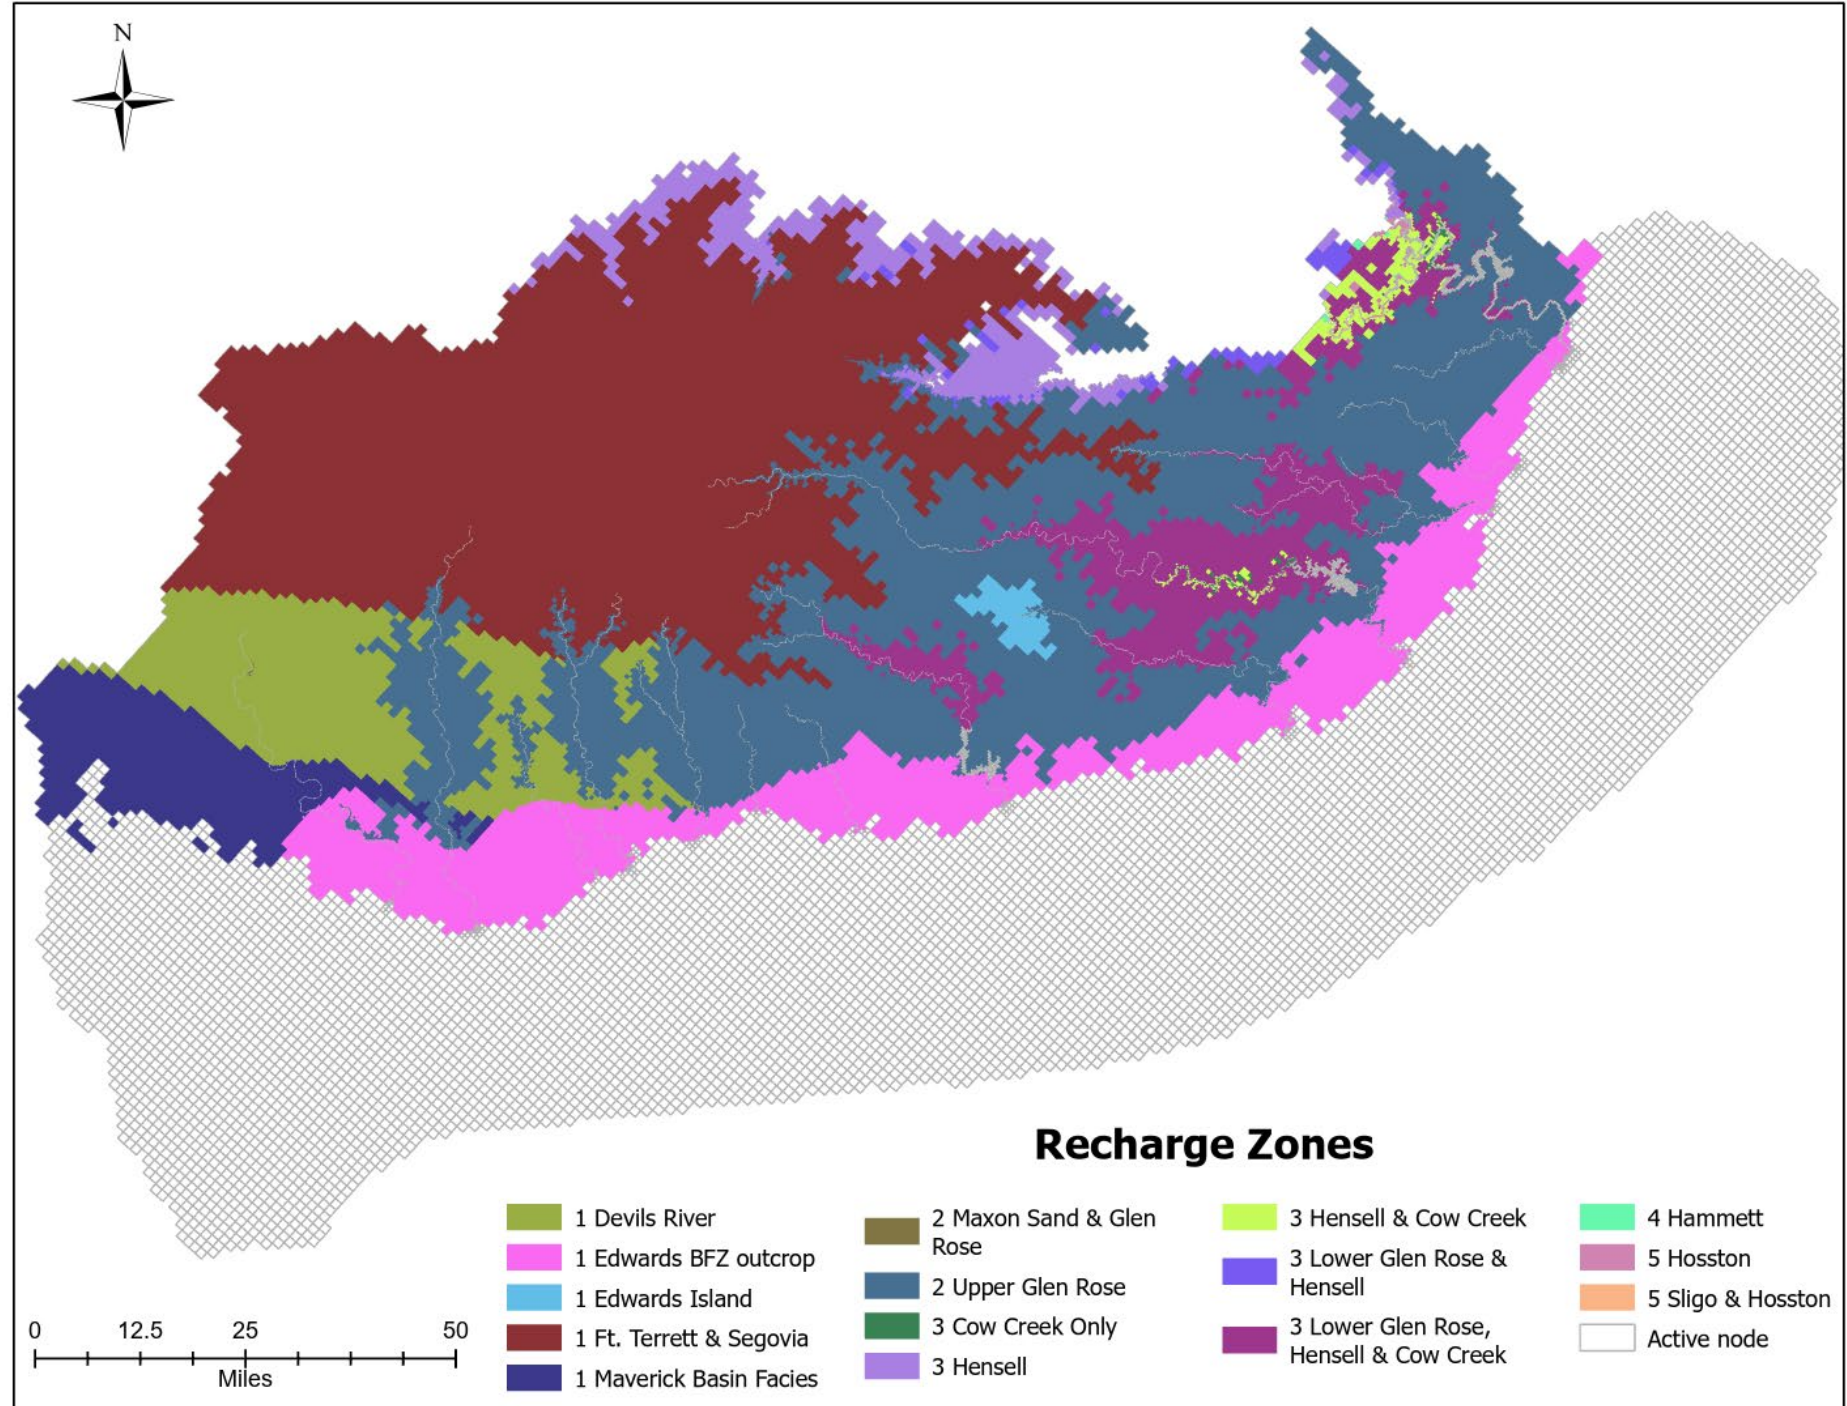 N
Recharge Zones
1 Devils River
1 Edwards BFZ outcrop
1 Edwards Island
1 Ft. Terrett & Segovia
1 Maverick Basin Facies
2 Maxon Sand & Glen
Rose
2 Upper Glen Rose
3 Cow Creek Only
3 Hensell
3 Hensell & Cow Creek
3 Lower Glen Rose &
Hensell
3 Lower Glen Rose,
Hensell & Cow Creek
4 Hammett
5 Hosston
5 Sligo & Hosston
Active node
0 12.5 25 50
Miles